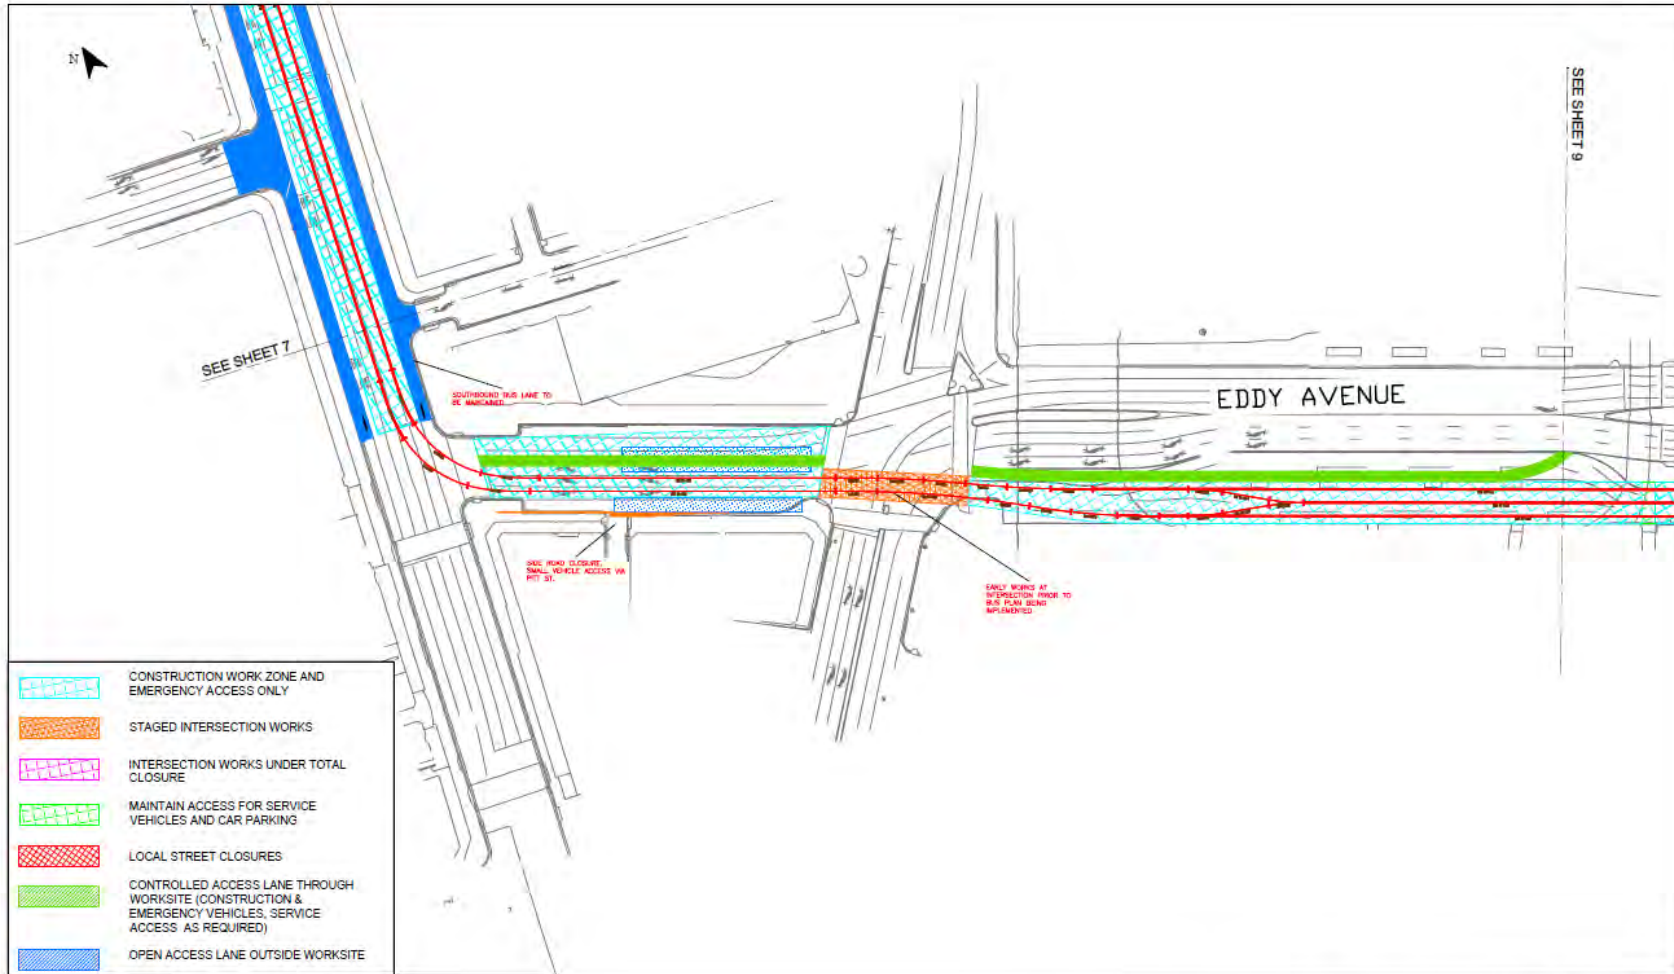 N
SEE SHEET 9
SEE SHEET 7
EDDY AVENUE
SOUTHBOUND BUS LANE TO
BE MAINTAINED
SIDE ROAD CLOSURE.
SMALL VEHICLE ACCESS VIA
PITT ST.
EARLY WORKS AT
INTERSECTION PRIOR TO
BUS PLAN BEING
IMPLEMENTED
CONSTRUCTION WORK ZONE AND
EMERGENCY ACCESS ONLY
STAGED INTERSECTION WORKS
INTERSECTION WORKS UNDER TOTAL
CLOSURE
MAINTAIN ACCESS FOR SERVICE
VEHICLES AND CAR PARKING
LOCAL STREET CLOSURES
CONTROLLED ACCESS LANE THROUGH
WORKSITE (CONSTRUCTION &
EMERGENCY VEHICLES, SERVICE
ACCESS AS REQUIRED)
OPEN ACCESS LANE OUTSIDE WORKSITE